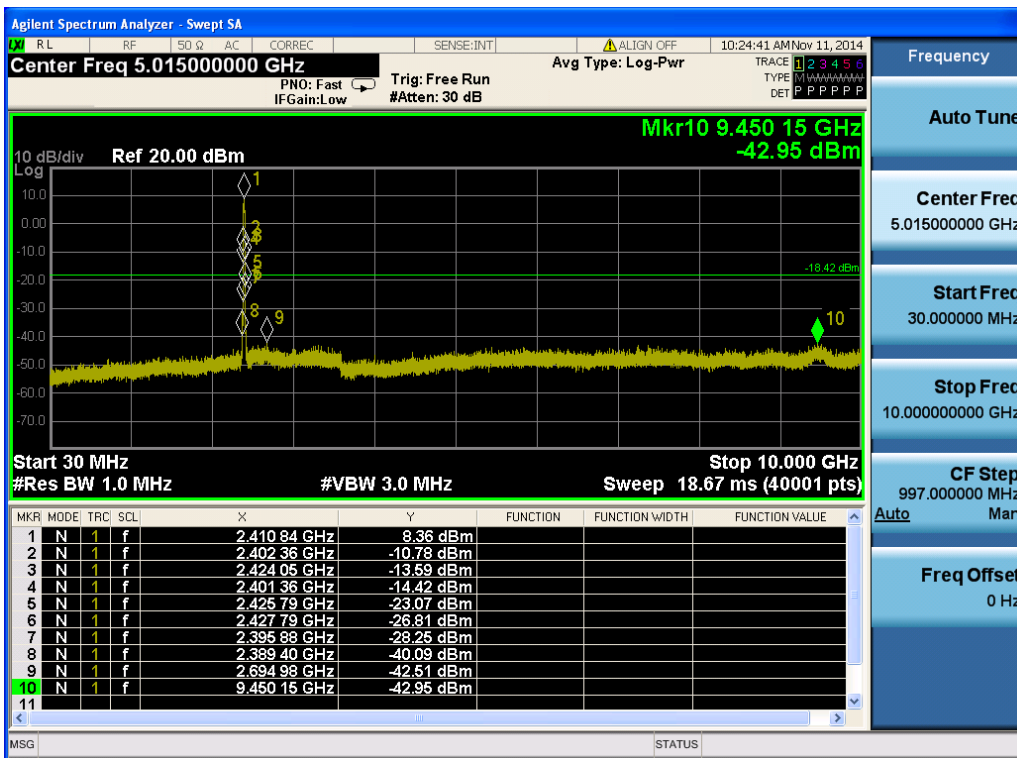 Agilent Spectrum Analyzer - Swept SA
LXI RL RF 50 Ω AC CORREC SENSE:INT ALIGN OFF 10:24:41 AM Nov 11, 2014
Center Freq 5.015000000 GHz
PNO: Fast
IFGain:Low
Trig: Free Run
#Atten: 30 dB
Avg Type: Log-Pwr
TRACE 1 2 3 4 5 6
TYPE M W W W W W
DET P P P P P P
Mkr10 9.450 15 GHz
-42.95 dBm
10 dB/div Ref 20.00 dBm
Log
10.0
0.00
-10.0
-20.0
-30.0
-40.0
-50.0
-60.0
-70.0
1
5
8
9
10
-18.42 dBm
Start 30 MHz Stop 10.000 GHz
#Res BW 1.0 MHz #VBW 3.0 MHz Sweep 18.67 ms (40001 pts)
MKR MODE TRC SCL X Y FUNCTION FUNCTION WIDTH FUNCTION VALUE
1 N 1 f 2.410 84 GHz 8.36 dBm
2 N 1 f 2.402 36 GHz -10.78 dBm
3 N 1 f 2.424 05 GHz -13.59 dBm
4 N 1 f 2.401 36 GHz -14.42 dBm
5 N 1 f 2.425 79 GHz -23.07 dBm
6 N 1 f 2.427 79 GHz -26.81 dBm
7 N 1 f 2.395 88 GHz -28.25 dBm
8 N 1 f 2.389 40 GHz -40.09 dBm
9 N 1 f 2.694 98 GHz -42.51 dBm
10 N 1 f 9.450 15 GHz -42.95 dBm
11
MSG STATUS
Frequency
Auto Tune
Center Freq
5.015000000 GHz
Start Freq
30.000000 MHz
Stop Freq
10.000000000 GHz
CF Step
997.000000 MHz
Auto Man
Freq Offset
0 Hz